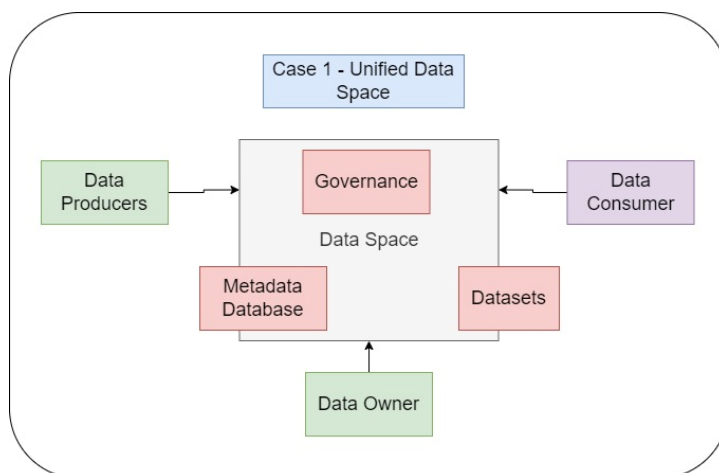 Case 1 - Unified Data
Space
Data
Producers
Governance
Data
Consumer
Data Space
Metadata
Database
Datasets
Data Owner